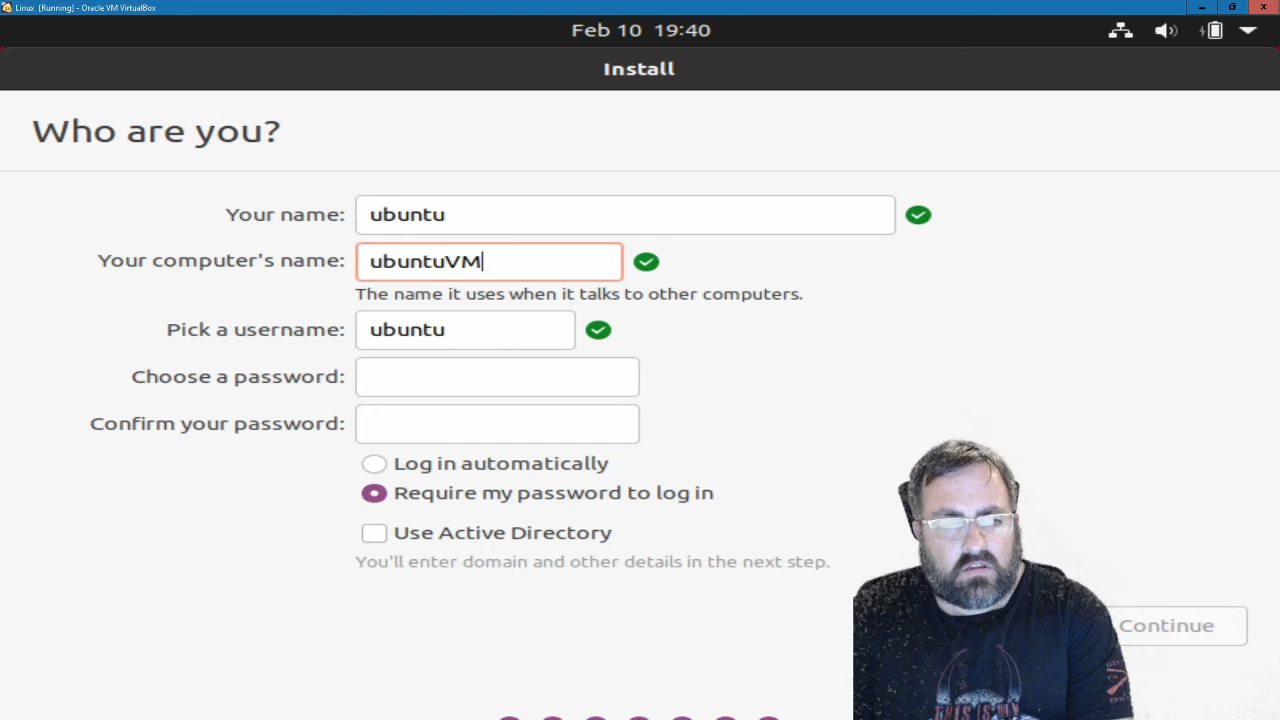 Linux [Running] - Oracle VM VirtualBox
Feb 10 19:40
Install
Who are you?
Your name: ubuntu
Your computer's name: ubuntuVM
The name it uses when it talks to other computers.
Pick a username: ubuntu
Choose a password:
Confirm your password:
Log in automatically
Require my password to log in
Use Active Directory
You'll enter domain and other details in the next step.
Continue
THIS IS MY